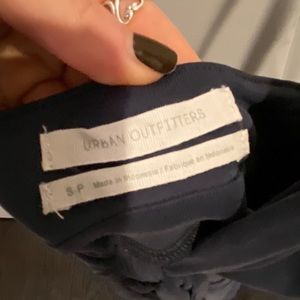 URBAN OUTFITTERS
S·P Made in Indonesia / Fabriqué en Indonésie